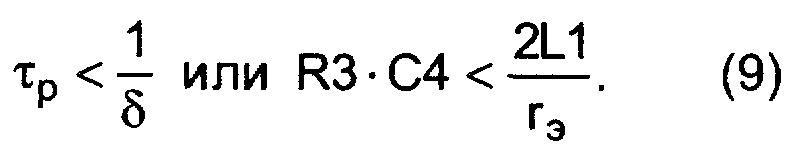 τр < 1/δ или R3·C4 < 2L1/rэ. (9)